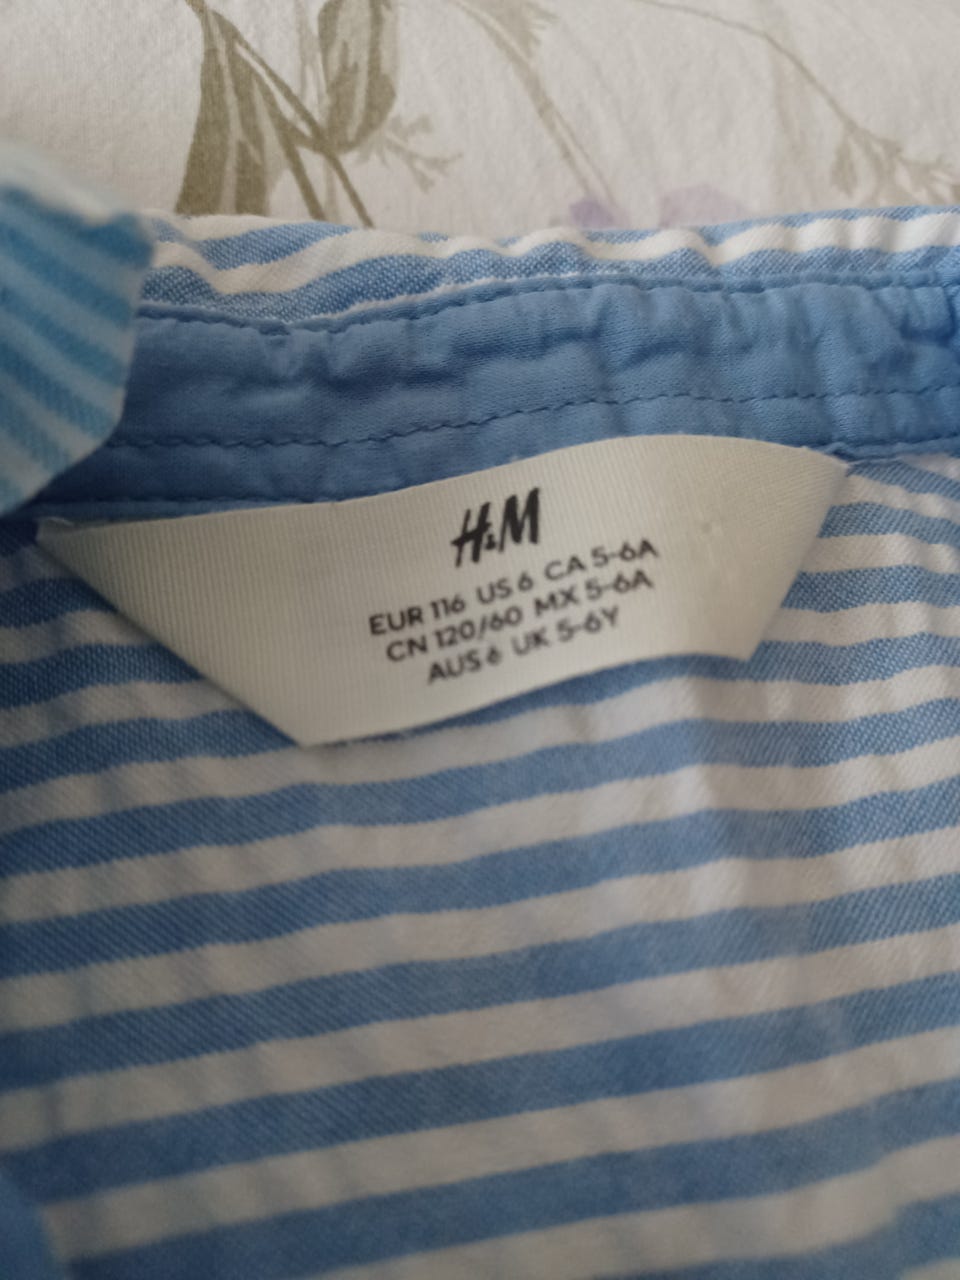 H&M
EUR 116 US 6 CA 5-6A
CN 120/60 MX 5-6A
AUS 6 UK 5-6Y